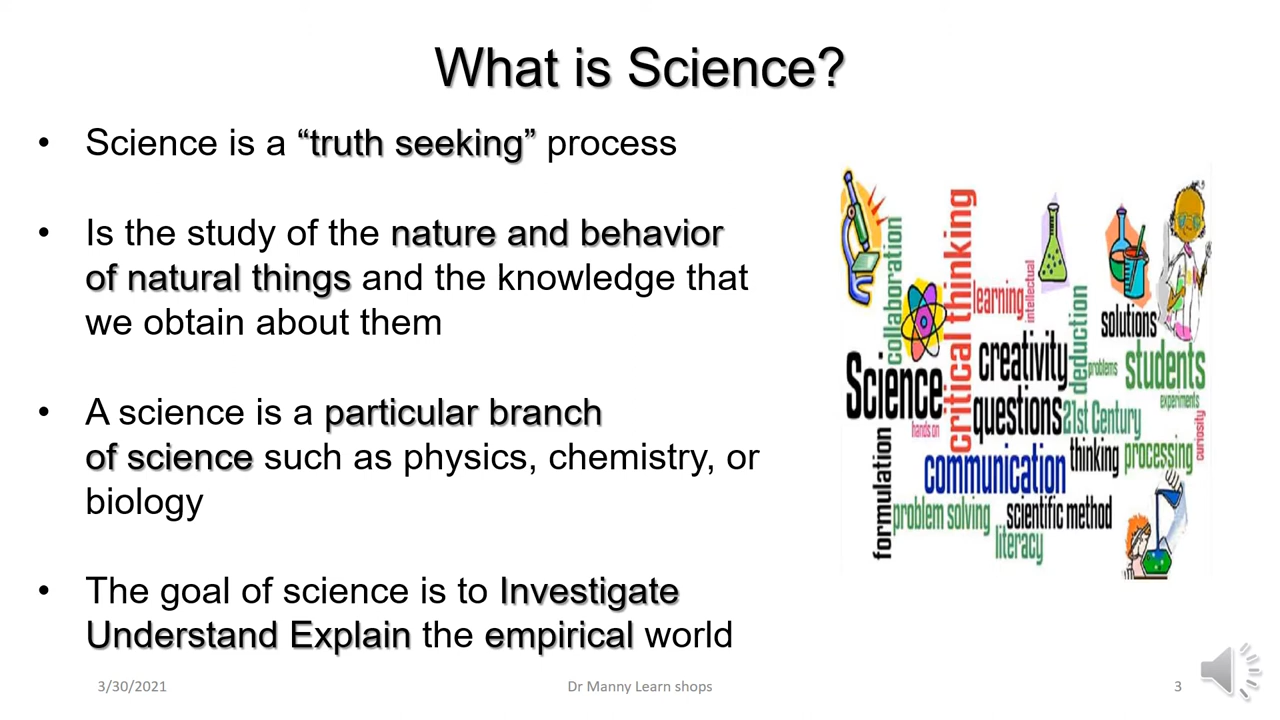 What is Science?
• Science is a “truth seeking” process
• Is the study of the nature and behavior
of natural things and the knowledge that
we obtain about them
• A science is a particular branch
of science such as physics, chemistry, or
biology
• The goal of science is to Investigate
Understand Explain the empirical world
collaboration
critical thinking
learning
intellectual
deduction
solutions
Science
creativity
problems
students
experiments
hands on
questions
21st Century
curiosity
formulation
communication
thinking
processing
problem solving
scientific method
literacy
3/30/2021
Dr Manny Learn shops
3